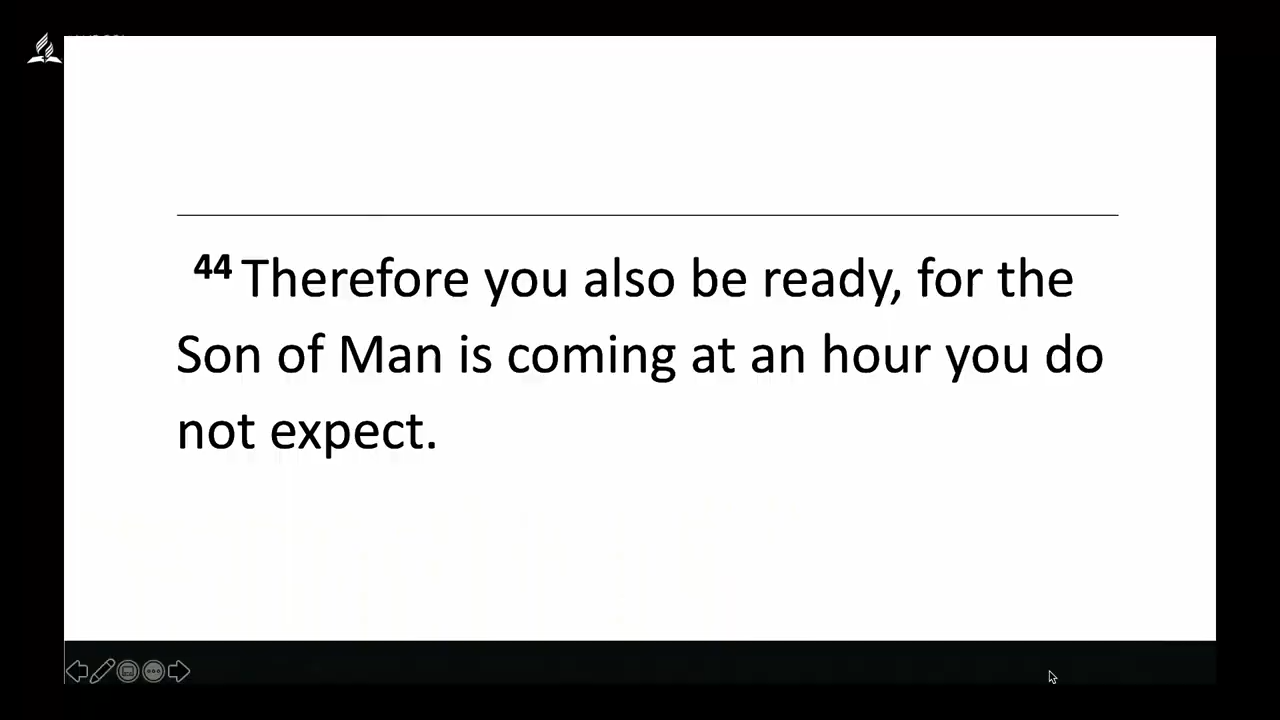 44 Therefore you also be ready, for the
Son of Man is coming at an hour you do
not expect.